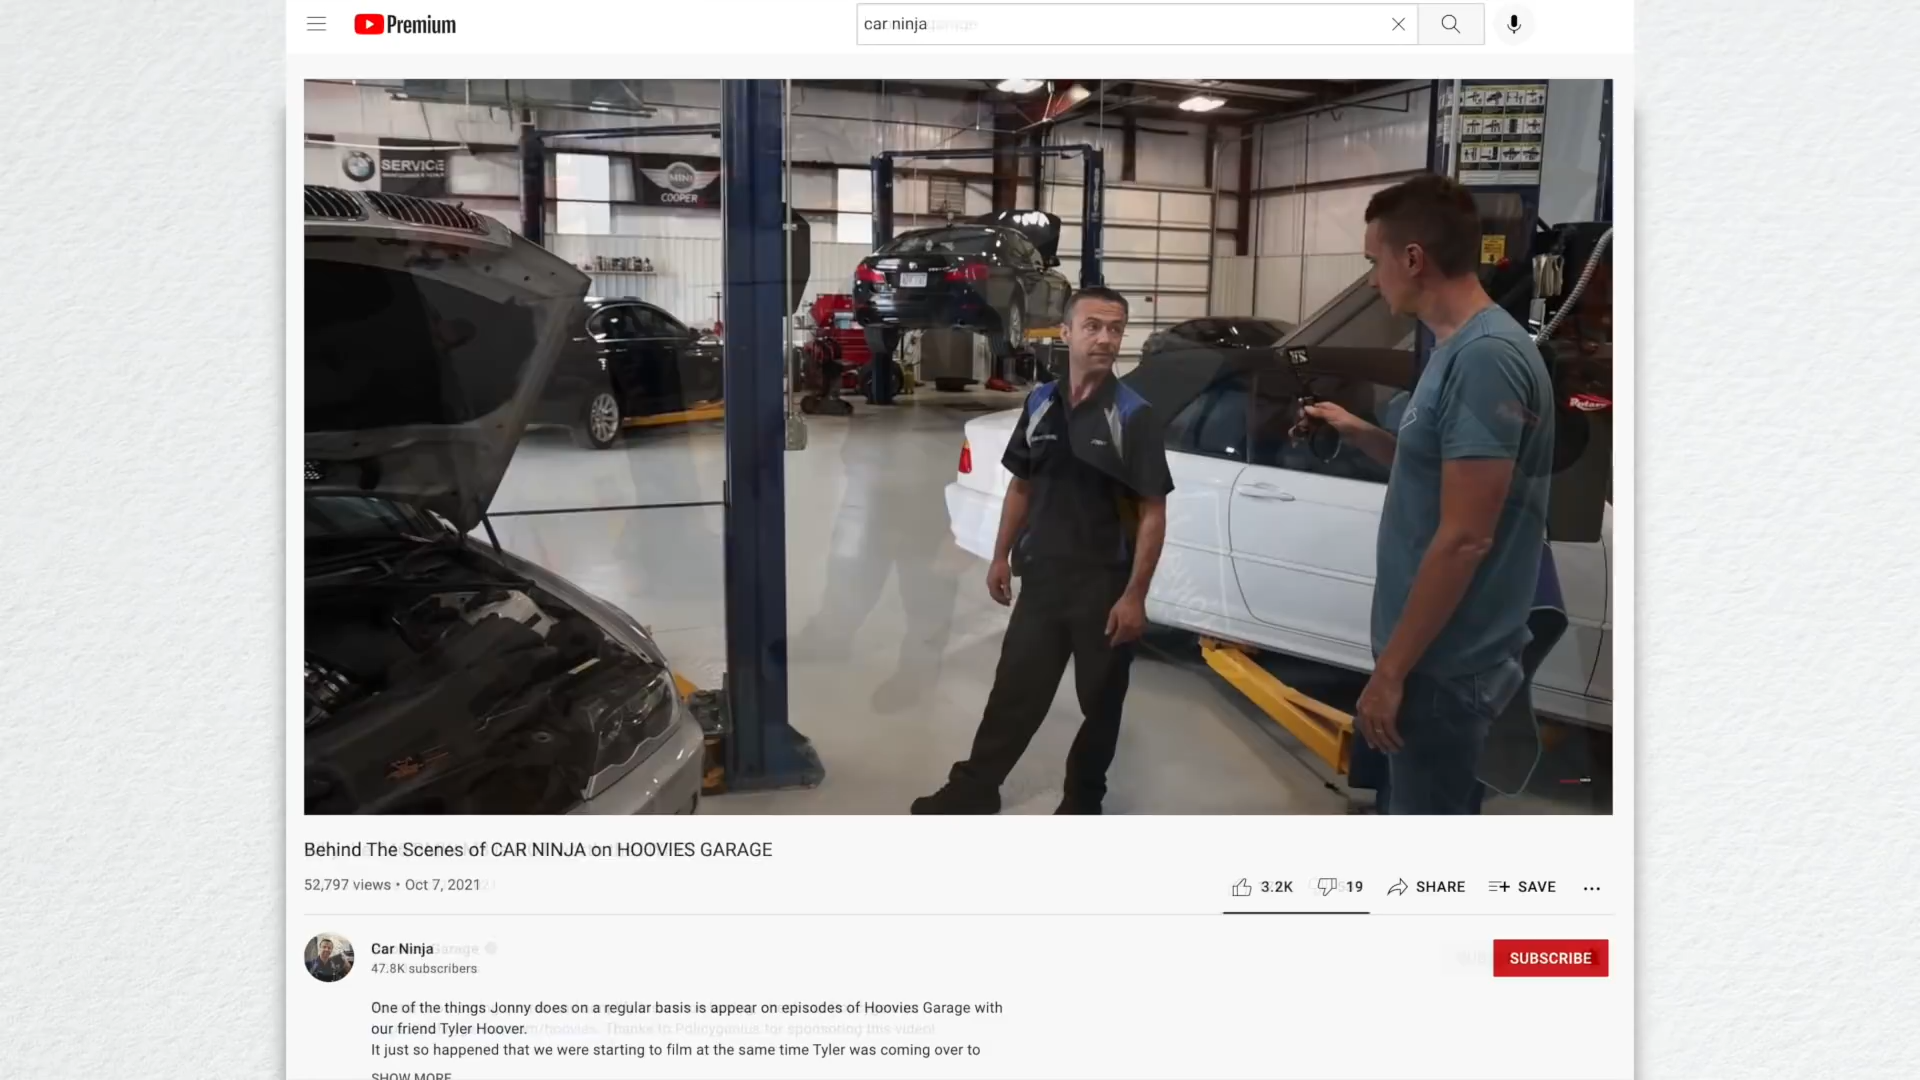 Premium
car ninja
SERVICE
MINI
COOPER
Rotary
Behind The Scenes of CAR NINJA on HOOVIES GARAGE
52,797 views • Oct 7, 2021
3.2K
19
SHARE
SAVE
Car Ninja
47.8K subscribers
SUBSCRIBE
One of the things Jonny does on a regular basis is appear on episodes of Hoovies Garage with
our friend Tyler Hoover.
It just so happened that we were starting to film at the same time Tyler was coming over to
SHOW MORE